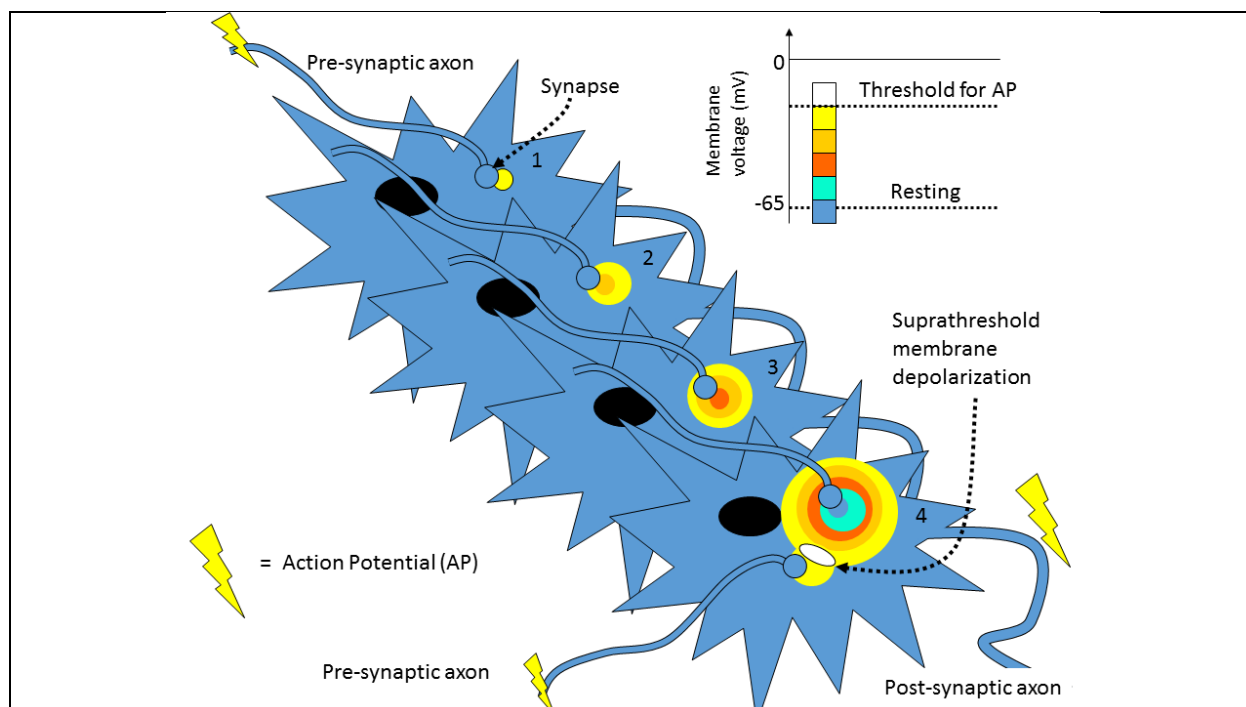 Pre-synaptic axon
Synapse
1
2
3
4
0
Threshold for AP
Membrane
voltage (mV)
Resting
-65
Suprathreshold
membrane
depolarization
= Action Potential (AP)
Pre-synaptic axon
Post-synaptic axon